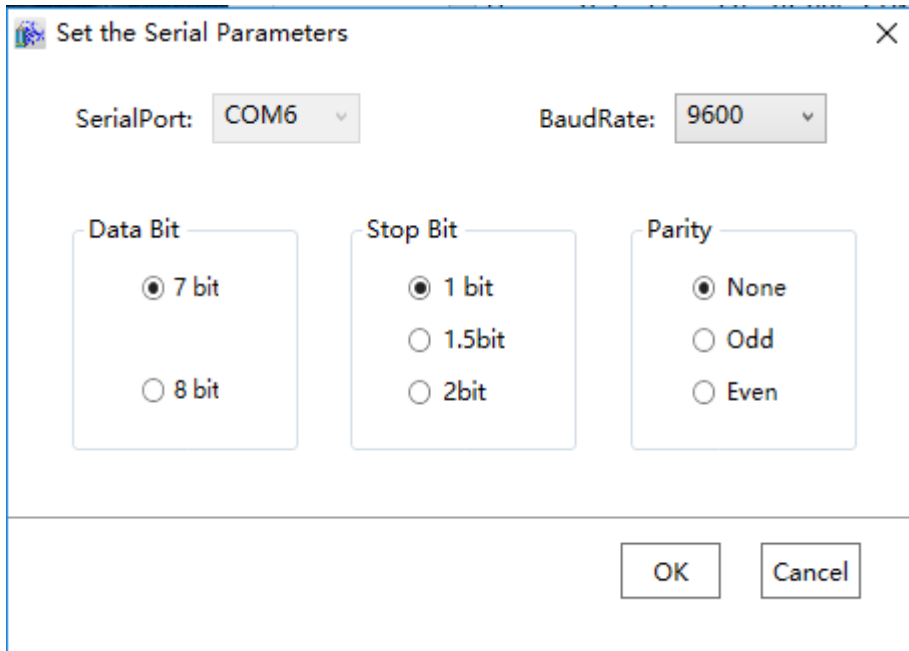 Set the Serial Parameters
SerialPort: COM6 BaudRate: 9600
Data Bit Stop Bit Parity
7 bit 1 bit None
1.5bit Odd
8 bit 2bit Even
OK Cancel